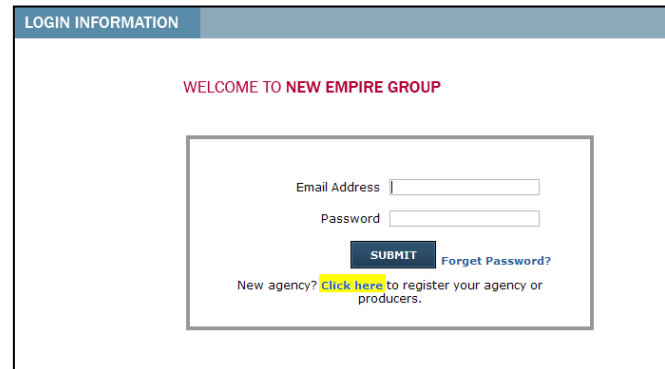 LOGIN INFORMATION
WELCOME TO NEW EMPIRE GROUP
Email Address
Password
SUBMIT Forget Password?
New agency? Click here to register your agency or
producers.